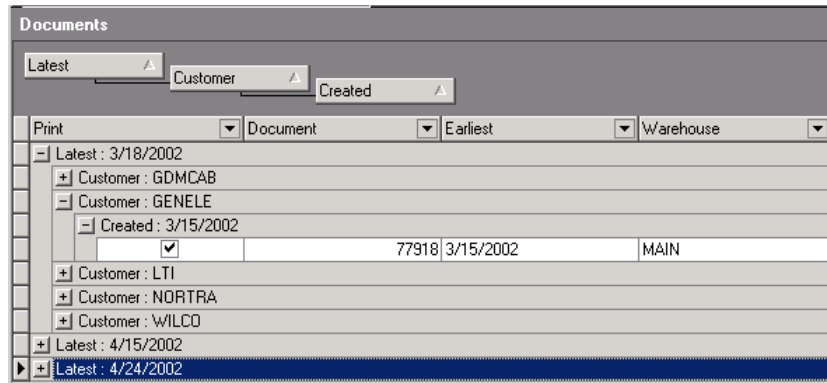 Documents
Latest
Customer
Created
Print Document Earliest Warehouse
Latest : 3/18/2002
Customer : GDMCAB
Customer : GENELE
Created : 3/15/2002
77918 3/15/2002 MAIN
Customer : LTI
Customer : NORTRA
Customer : WILCO
Latest : 4/15/2002
Latest : 4/24/2002